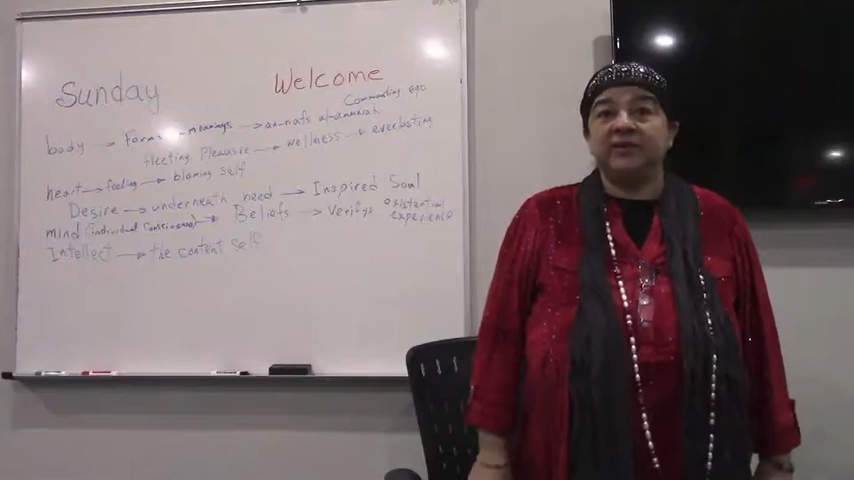 Sunday
Welcome
Commanding ego
body → Forms - meanings → an-nafs al-ammarah
fleeting Pleasure → wellness → everlasting
heart → feeling → blaming self
Desire → underneath need → Inspired Soul
mind (individual Consciousness) → Beliefs → Verifys existential experience
Intellect → the content self